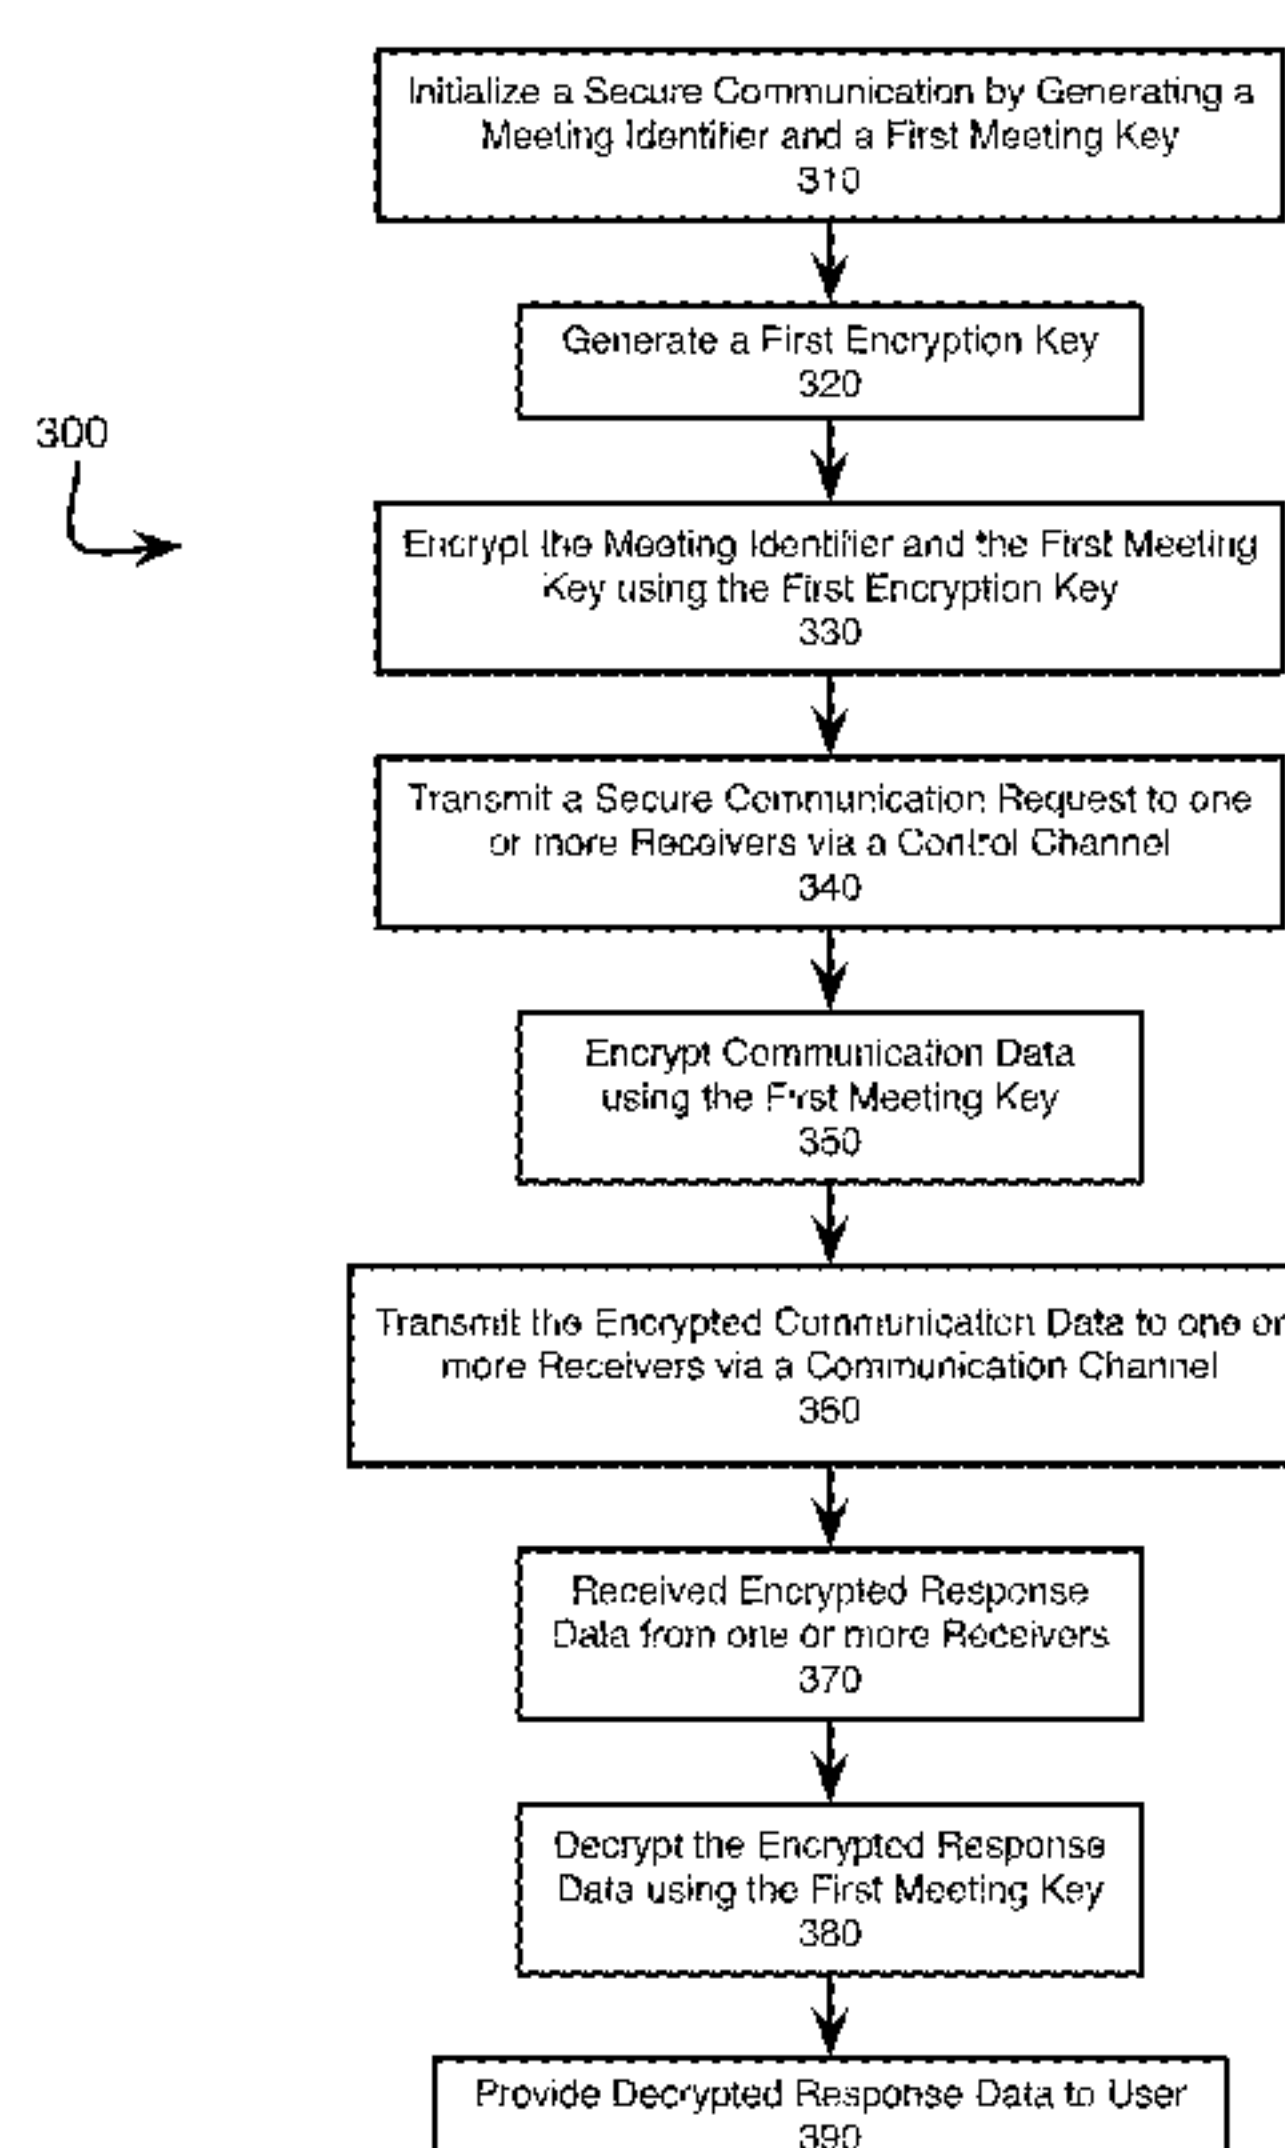 Initialize a Secure Communication by Generating a
Meeting Identifier and a First Meeting Key
310
Generate a First Encryption Key
320
300
Encrypt the Meeting Identifier and the First Meeting
Key using the First Encryption Key
330
Transmit a Secure Communication Request to one
or more Receivers via a Control Channel
340
Encrypt Communication Data
using the First Meeting Key
350
Transmit the Encrypted Communication Data to one or
more Receivers via a Communication Channel
360
Received Encrypted Response
Data from one or more Receivers
370
Decrypt the Encrypted Response
Data using the First Meeting Key
380
Provide Decrypted Response Data to User
390